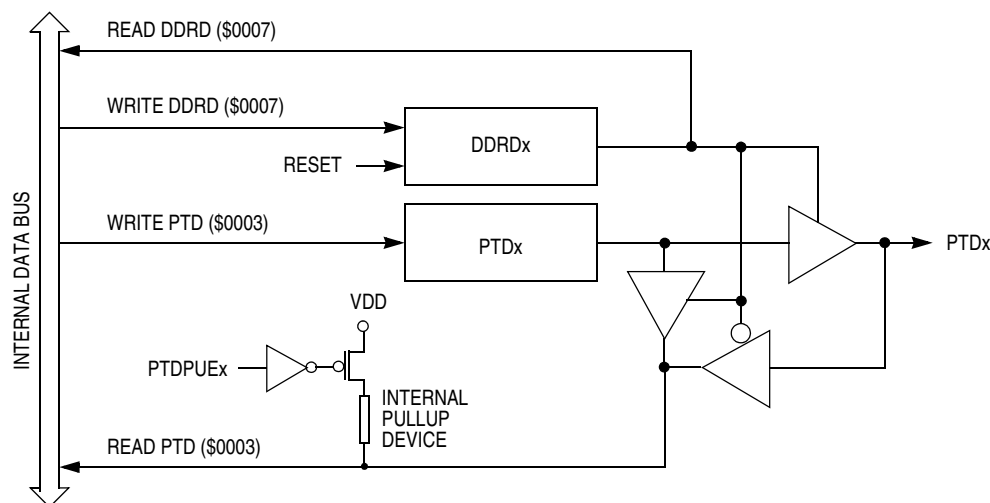 READ DDRD ($0007)
WRITE DDRD ($0007)
DDRDx
RESET
WRITE PTD ($0003)
PTDx
PTDx
INTERNAL DATA BUS
VDD
PTDPUEx
INTERNAL
PULLUP
DEVICE
READ PTD ($0003)